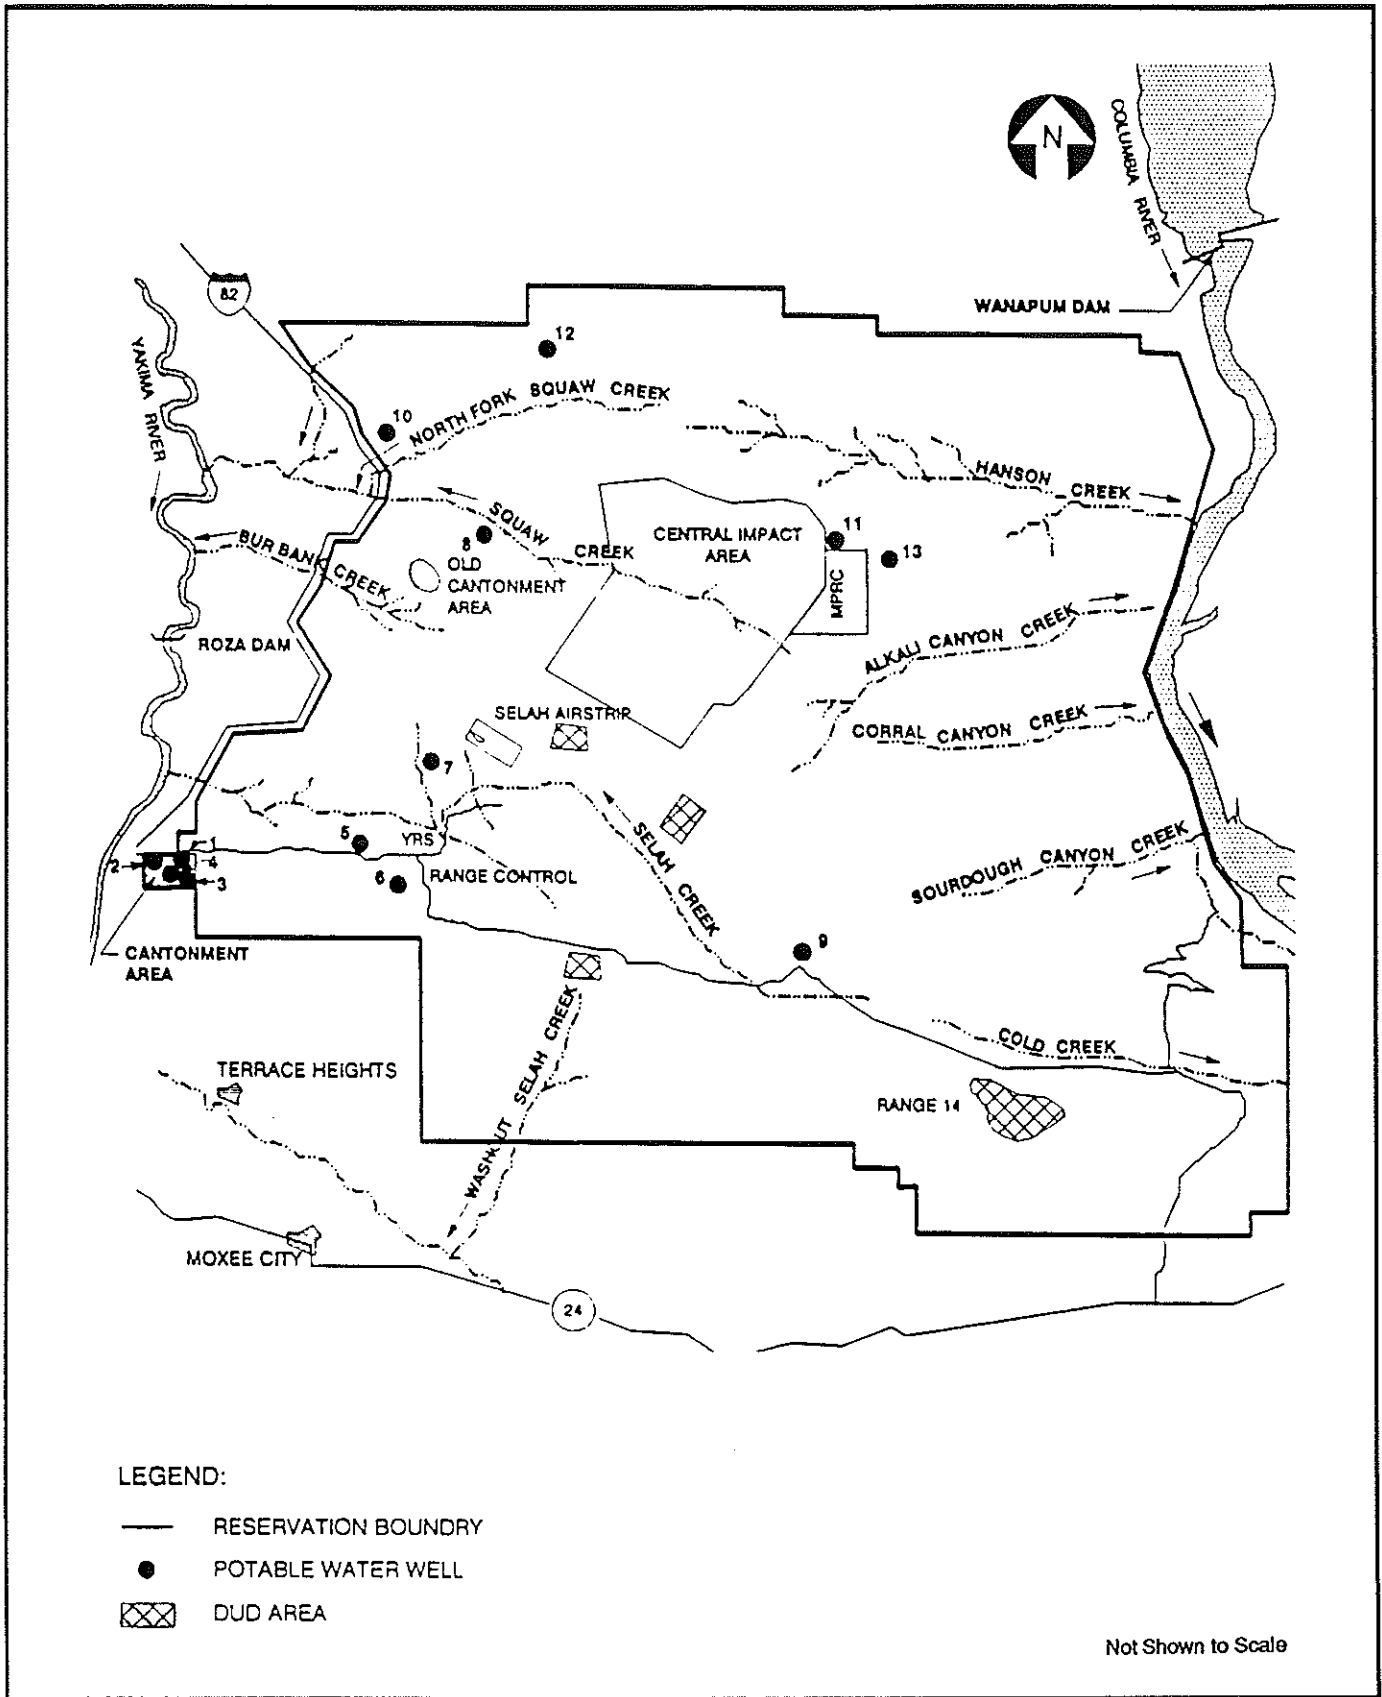 N
COLUMBIA RIVER
WANAPUM DAM
82
YAKIMA RIVER
12
10
NORTH FORK SQUAW CREEK
HANSON CREEK
SQUAW CREEK
8
CENTRAL IMPACT
AREA
11
13
MPRC
BURBANK CREEK
OLD
CANTONMENT
AREA
ROZA DAM
ALKALI CANYON CREEK
SELAH AIRSTRIP
CORRAL CANYON CREEK
7
5
YRS
1
2
4
3
6
RANGE CONTROL
SELAH CREEK
SOURDOUGH CANYON CREEK
9
CANTONMENT
AREA
WASHOUT SELAH CREEK
COLD CREEK
TERRACE HEIGHTS
RANGE 14
MOXEE CITY
24
LEGEND:
RESERVATION BOUNDRY
POTABLE WATER WELL
DUD AREA
Not Shown to Scale